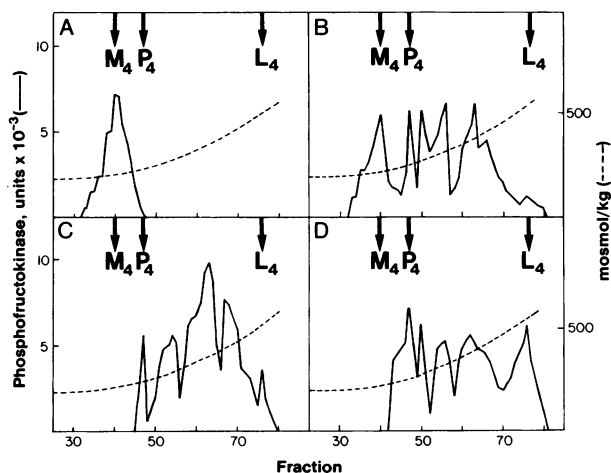 A
M4 P4 L4
B
M4 P4 L4
C
M4 P4 L4
D
M4 P4 L4
10
5
10
5
500
500
30 50 70
30 50 70
Phosphofructokinase, units x 10⁻³(——)
mosmol/kg (----)
Fraction